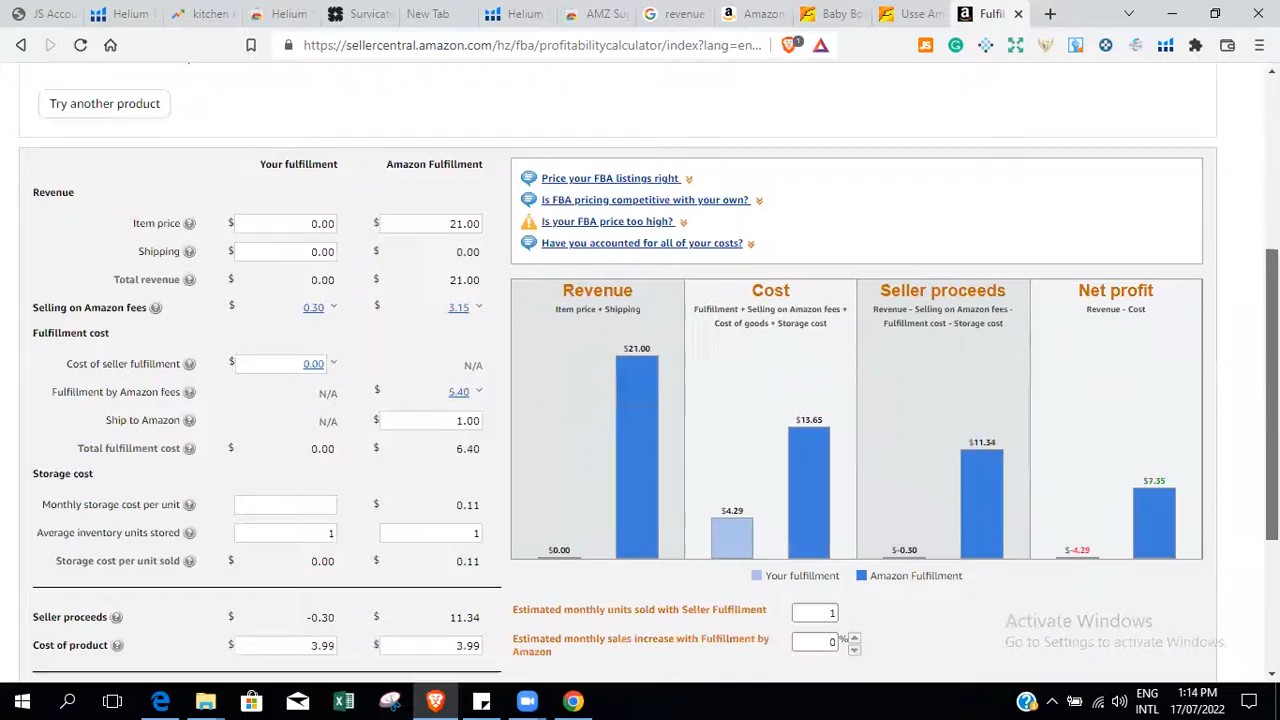 JS Accou
Helium
kitchen
Helium
Survicat
New Tab
Helium
AMZ Sug
revenue
Amazon
Baby Bo
Usse Am
Fulfi
https://sellercentral.amazon.com/hz/fba/profitabilitycalculator/index?lang=en...
1
Try another product
Your fulfillment Amazon Fulfillment
Revenue
Item price $ 0.00 $ 21.00
Shipping $ 0.00 $ 0.00
Total revenue $ 0.00 $ 21.00
Selling on Amazon fees $ 0.30 $ 3.15
Fulfillment cost
Cost of seller fulfillment $ 0.00 N/A
Fulfillment by Amazon fees N/A $ 5.40
Ship to Amazon N/A $ 1.00
Total fulfillment cost $ 0.00 $ 6.40
Storage cost
Monthly storage cost per unit $ 0.11
Average inventory units stored 1 1
Storage cost per unit sold $ 0.00 $ 0.11
Seller proceeds $ -0.30 $ 11.34
Cost of product $ 3.99 $ 3.99
Price your FBA listings right
Is FBA pricing competitive with your own?
Is your FBA price too high?
Have you accounted for all of your costs?
Revenue
Item price + Shipping
$21.00
$0.00
Cost
Fulfillment + Selling on Amazon fees +
Cost of goods + Storage cost
$13.65
$4.29
Seller proceeds
Revenue - Selling on Amazon fees -
Fulfillment cost - Storage cost
$11.34
$-0.30
Net profit
Revenue - Cost
$7.35
$-4.29
Your fulfillment Amazon Fulfillment
Estimated monthly units sold with Seller Fulfillment 1
Estimated monthly sales increase with Fulfillment by
Amazon 0 %
Activate Windows
Go to Settings to activate Windows.
ENG
INTL
1:14 PM
17/07/2022